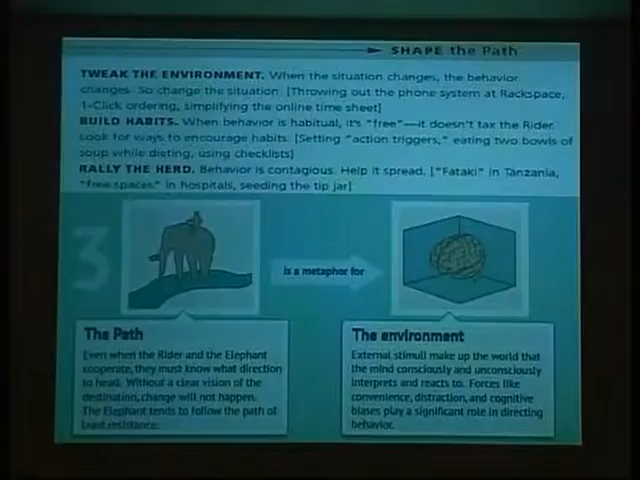 SHAPE the Path
TWEAK THE ENVIRONMENT. When the situation changes, the behavior
changes. So change the situation. [Throwing out the phone system at Rackspace,
1-Click ordering, simplifying the online time sheet]
BUILD HABITS. When behavior is habitual, it's "free"—it doesn't tax the Rider.
Look for ways to encourage habits. [Setting "action triggers," eating two bowls of
soup while dieting, using checklists]
RALLY THE HERD. Behavior is contagious. Help it spread. ["Fataki" in Tanzania,
"free spaces" in hospitals, seeding the tip jar]
3
is a metaphor for
The Path
Even when the Rider and the Elephant
cooperate, they must know what direction
to head. Without a clear vision of the
destination, change will not happen.
The Elephant tends to follow the path of
least resistance.
The environment
External stimuli make up the world that
the mind consciously and unconsciously
interprets and reacts to. Forces like
convenience, distraction, and cognitive
biases play a significant role in directing
behavior.